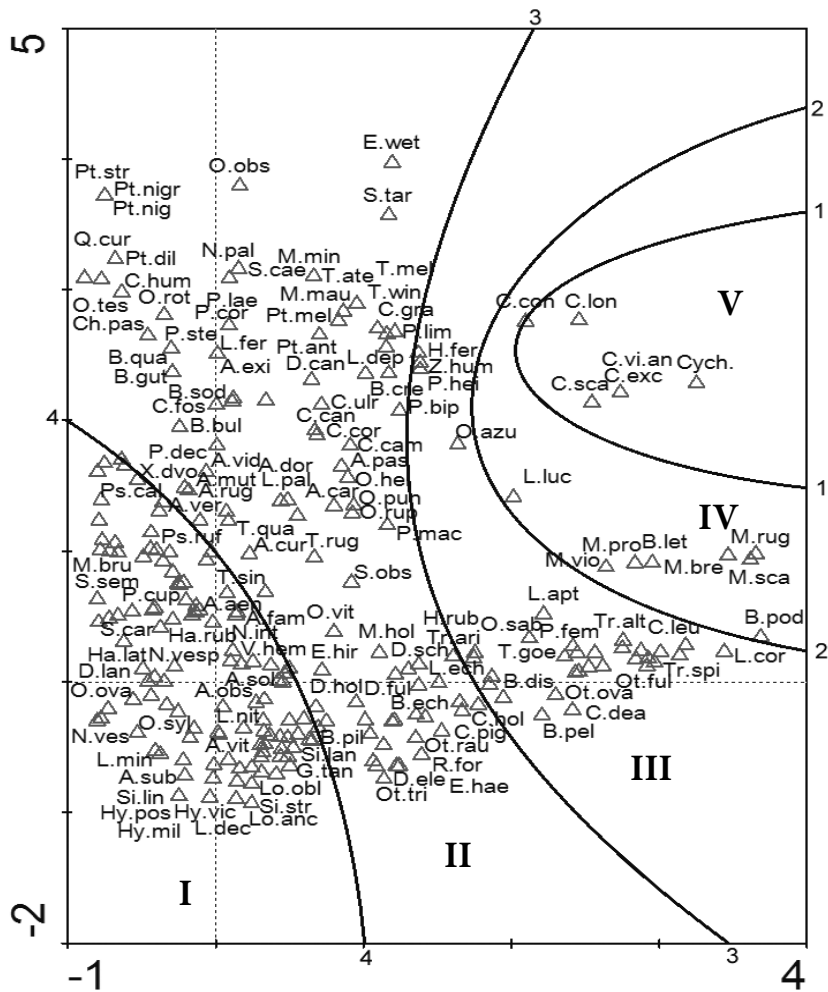 3
5
2
E.wet
O.obs
Pt.str
Pt.nigr
Pt.nig
S.tar
1
Q.cur
N.pal
M.min
Pt.dil
S.cae
T.ate
T.mel
C.hum
M.mau
T.win
V
O.rot
P.lae
C.con
C.lon
O.tes
P.cor
Pt.mel
C.gra
Ch.pas
P.ste
L.fer
P.lim
B.qua
A.exi
Pt.ant
L.dep
H.fer
C.vi.an
Cych.
B.gut
D.can
Z.hum
C.exc
B.sod
B.cre
P.hei
C.sca
C.fos
C.ulr
P.bip
B.bul
C.can
4
C.cor
O.azu
C.cam
P.dec
A.vid
A.dor
A.pas
X.dvo
A.mut
L.pal
O.hel
L.luc
1
Ps.cal
A.rug
A.car
O.pun
A.ver
O.rup
IV
Ps.ruf
T.qua
P.mac
M.rug
A.cur
T.rug
M.pro
B.let
M.bru
M.vio
M.bre
S.sem
T.sin
S.obs
M.sca
P.cup
A.aen
L.apt
A.fam
O.vit
H.rub
O.sab
Tr.alt
B.pod
S.car
Ha.rub
N.int
M.hol
Tr.ari
P.fem
C.leu
Ha.lat
N.vesp
V.hem
E.hir
D.sch
T.goe
L.cor
2
D.lan
A.sol
L.ech
B.dis
Ot.ful
Tr.spi
O.ova
A.obs
D.hol
D.ful
Ot.ova
B.ech
C.hol
C.dea
O.syl
L.nit
C.pig
B.pel
N.ves
A.vit
B.pil
Ot.rau
L.min
Si.lan
R.for
III
A.sub
G.tan
D.ele
Si.lin
Lo.obl
Ot.tri
E.hae
Hy.pos
Hy.vic
Si.str
Hy.mil
L.dec
Lo.anc
II
I
-2
4
3
-1
4